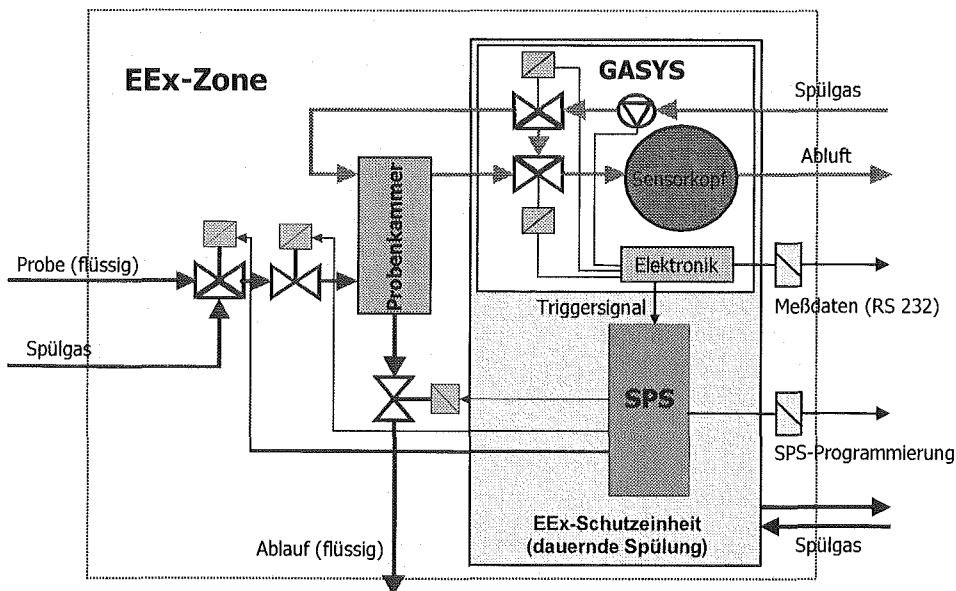 EEx-Zone
GASYS
Spülgas
Abluft
Sensorkopf
Probenkammer
Elektronik
Probe (flüssig)
Triggersignal
Meßdaten (RS 232)
Spülgas
SPS
SPS-Programmierung
EEx-Schutzeinheit
(dauernde Spülung)
Ablauf (flüssig)
Spülgas